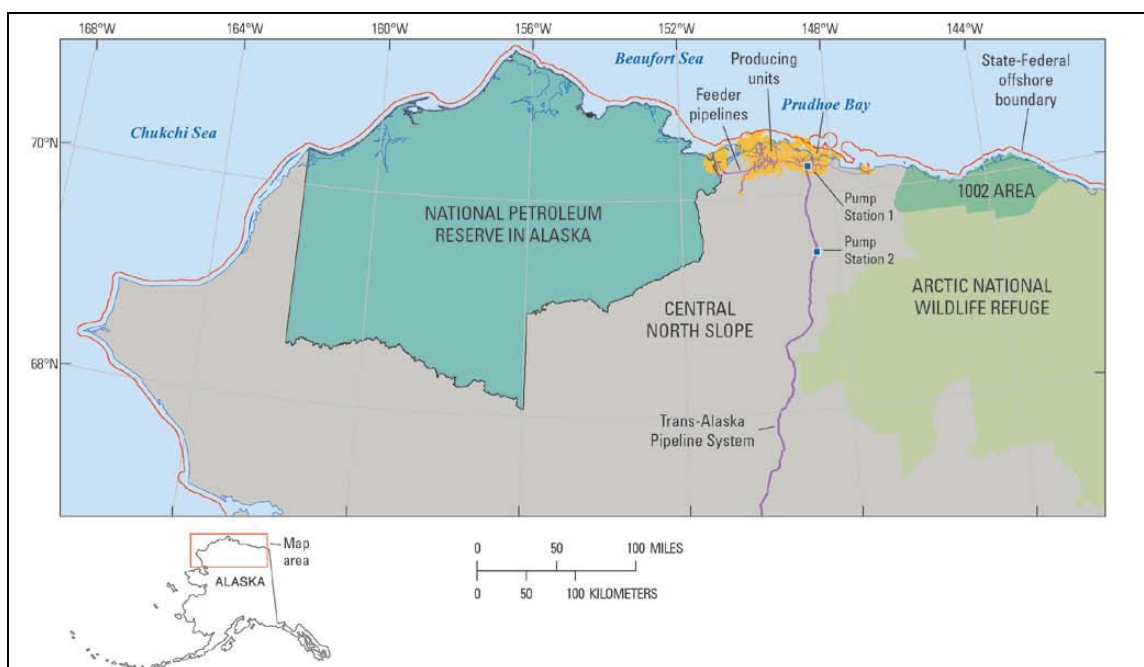 168°W
164°W
160°W
156°W
152°W
148°W
144°W
Beaufort Sea
Producing
units
State-Federal
offshore
boundary
Feeder
pipelines
Prudhoe Bay
Chukchi Sea
70°N
1002 AREA
Pump
Station 1
NATIONAL PETROLEUM
RESERVE IN ALASKA
Pump
Station 2
ARCTIC NATIONAL
WILDLIFE REFUGE
CENTRAL
NORTH SLOPE
68°N
Trans-Alaska
Pipeline System
Map
area
ALASKA
0 50 100 MILES
0 50 100 KILOMETERS